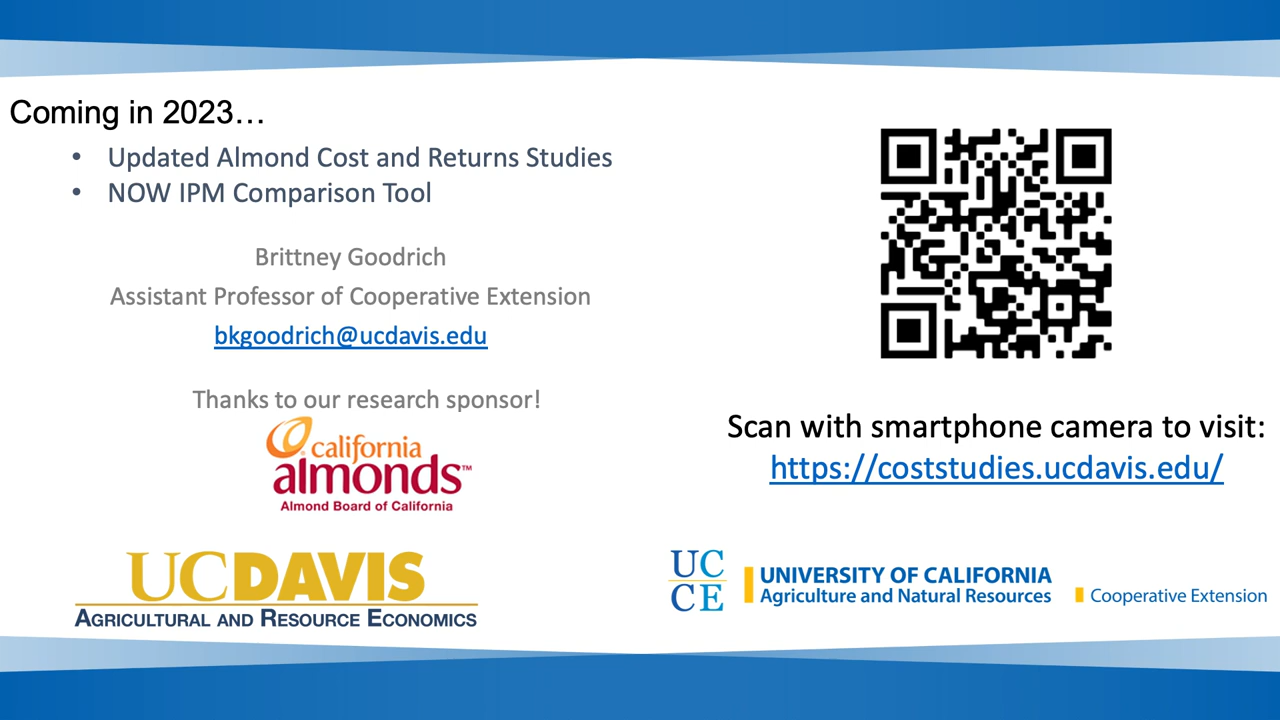 Coming in 2023…
• Updated Almond Cost and Returns Studies
• NOW IPM Comparison Tool
Brittney Goodrich
Assistant Professor of Cooperative Extension
bkgoodrich@ucdavis.edu
Thanks to our research sponsor!
california
almonds™
Almond Board of California
UCDAVIS
AGRICULTURAL AND RESOURCE ECONOMICS
Scan with smartphone camera to visit:
https://coststudies.ucdavis.edu/
UC
CE
UNIVERSITY OF CALIFORNIA
Agriculture and Natural Resources
Cooperative Extension